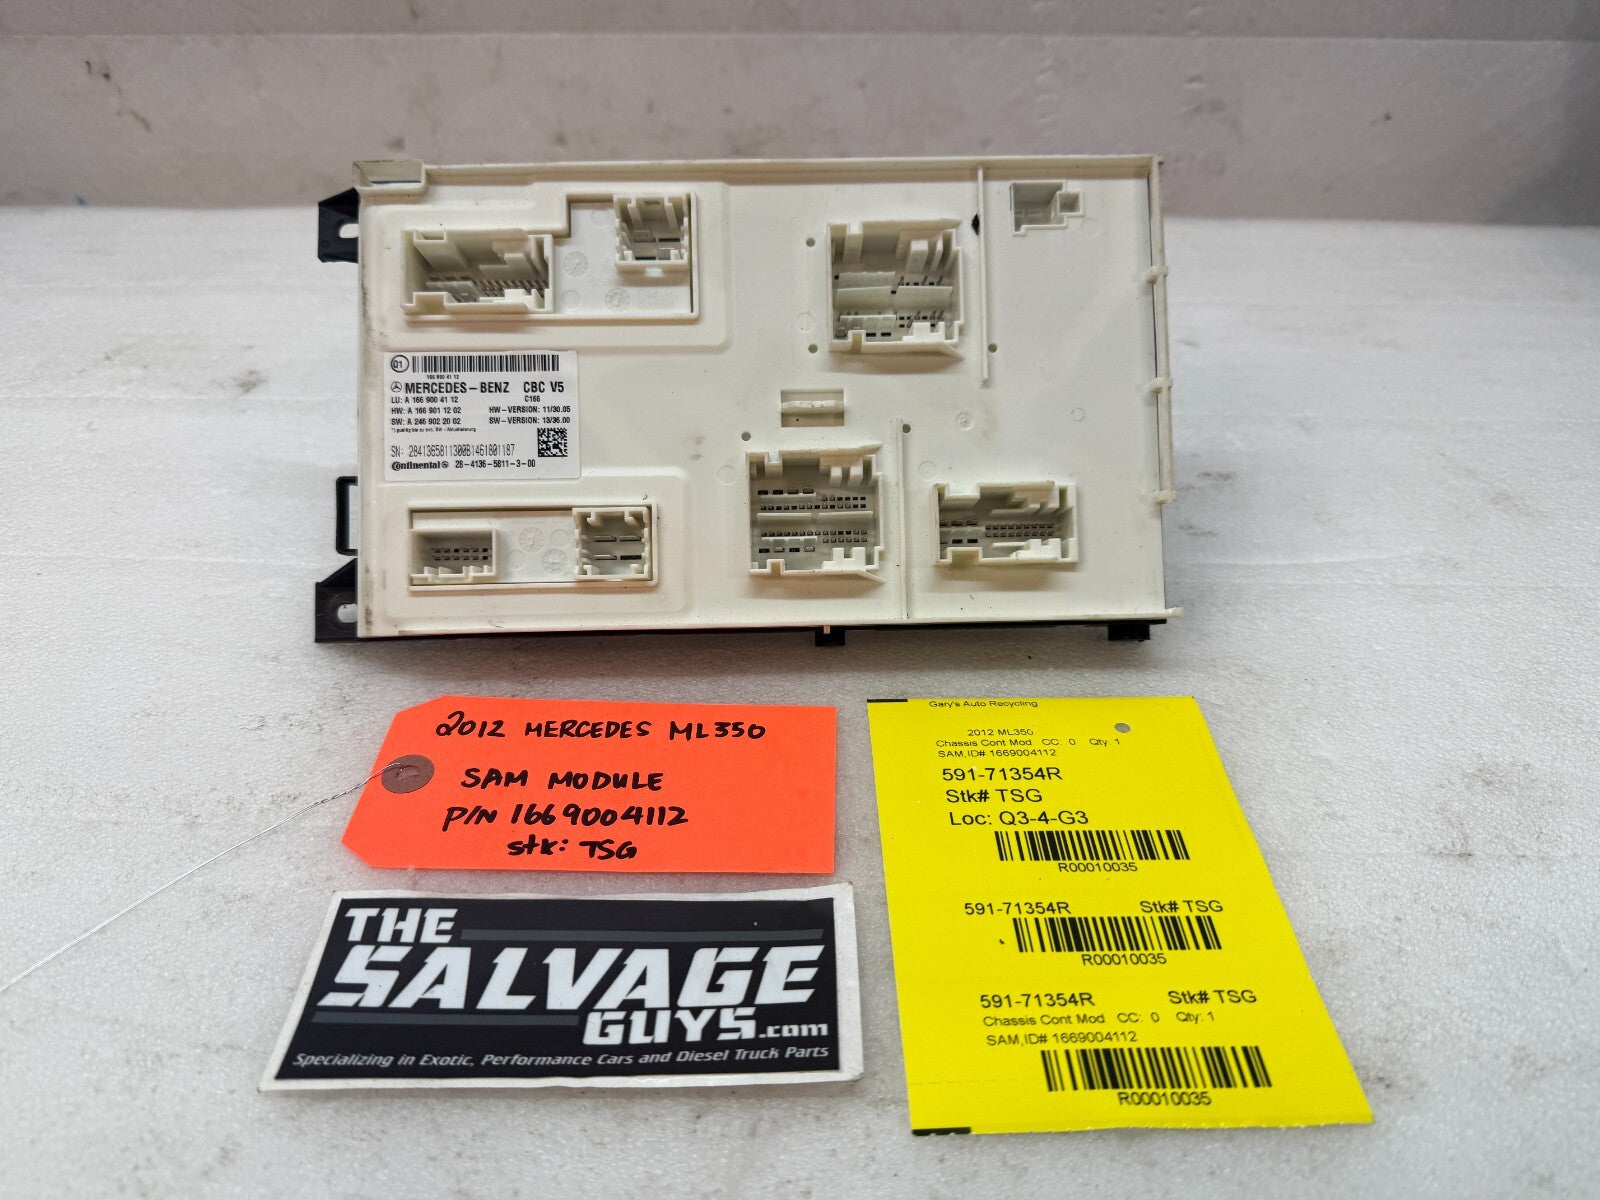 01
166 900 41 12
MERCEDES-BENZ CBC V5
C166
LU: A 166 900 41 12
HW: A 166 901 12 02 HW-VERSION: 11/30.05
SW: A 246 902 20 02 SW-VERSION: 13/36.00
SN: 2841365811300B1461801187
Continental 28-4136-5811-3-00
2012 MERCEDES ML350
SAM MODULE
P/N 1669004112
stk: TSG
THE
SALVAGE
GUYS.com
Specializing in Exotic, Performance Cars and Diesel Truck Parts
Gary's Auto Recycling
2012 ML350
Chassis Cont Mod CC: 0 Qty: 1
SAM,ID# 1669004112
591-71354R
Stk# TSG
Loc: Q3-4-G3
R00010035
591-71354R Stk# TSG
R00010035
591-71354R Stk# TSG
Chassis Cont Mod CC: 0 Qty: 1
SAM,ID# 1669004112
R00010035